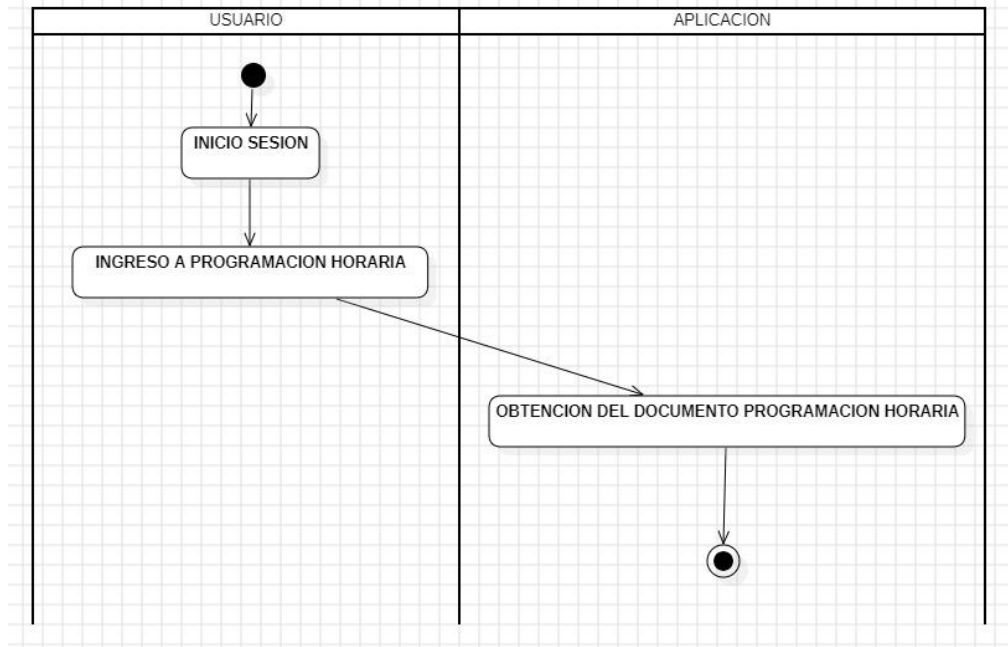 USUARIO
APLICACION
INICIO SESION
INGRESO A PROGRAMACION HORARIA
OBTENCION DEL DOCUMENTO PROGRAMACION HORARIA